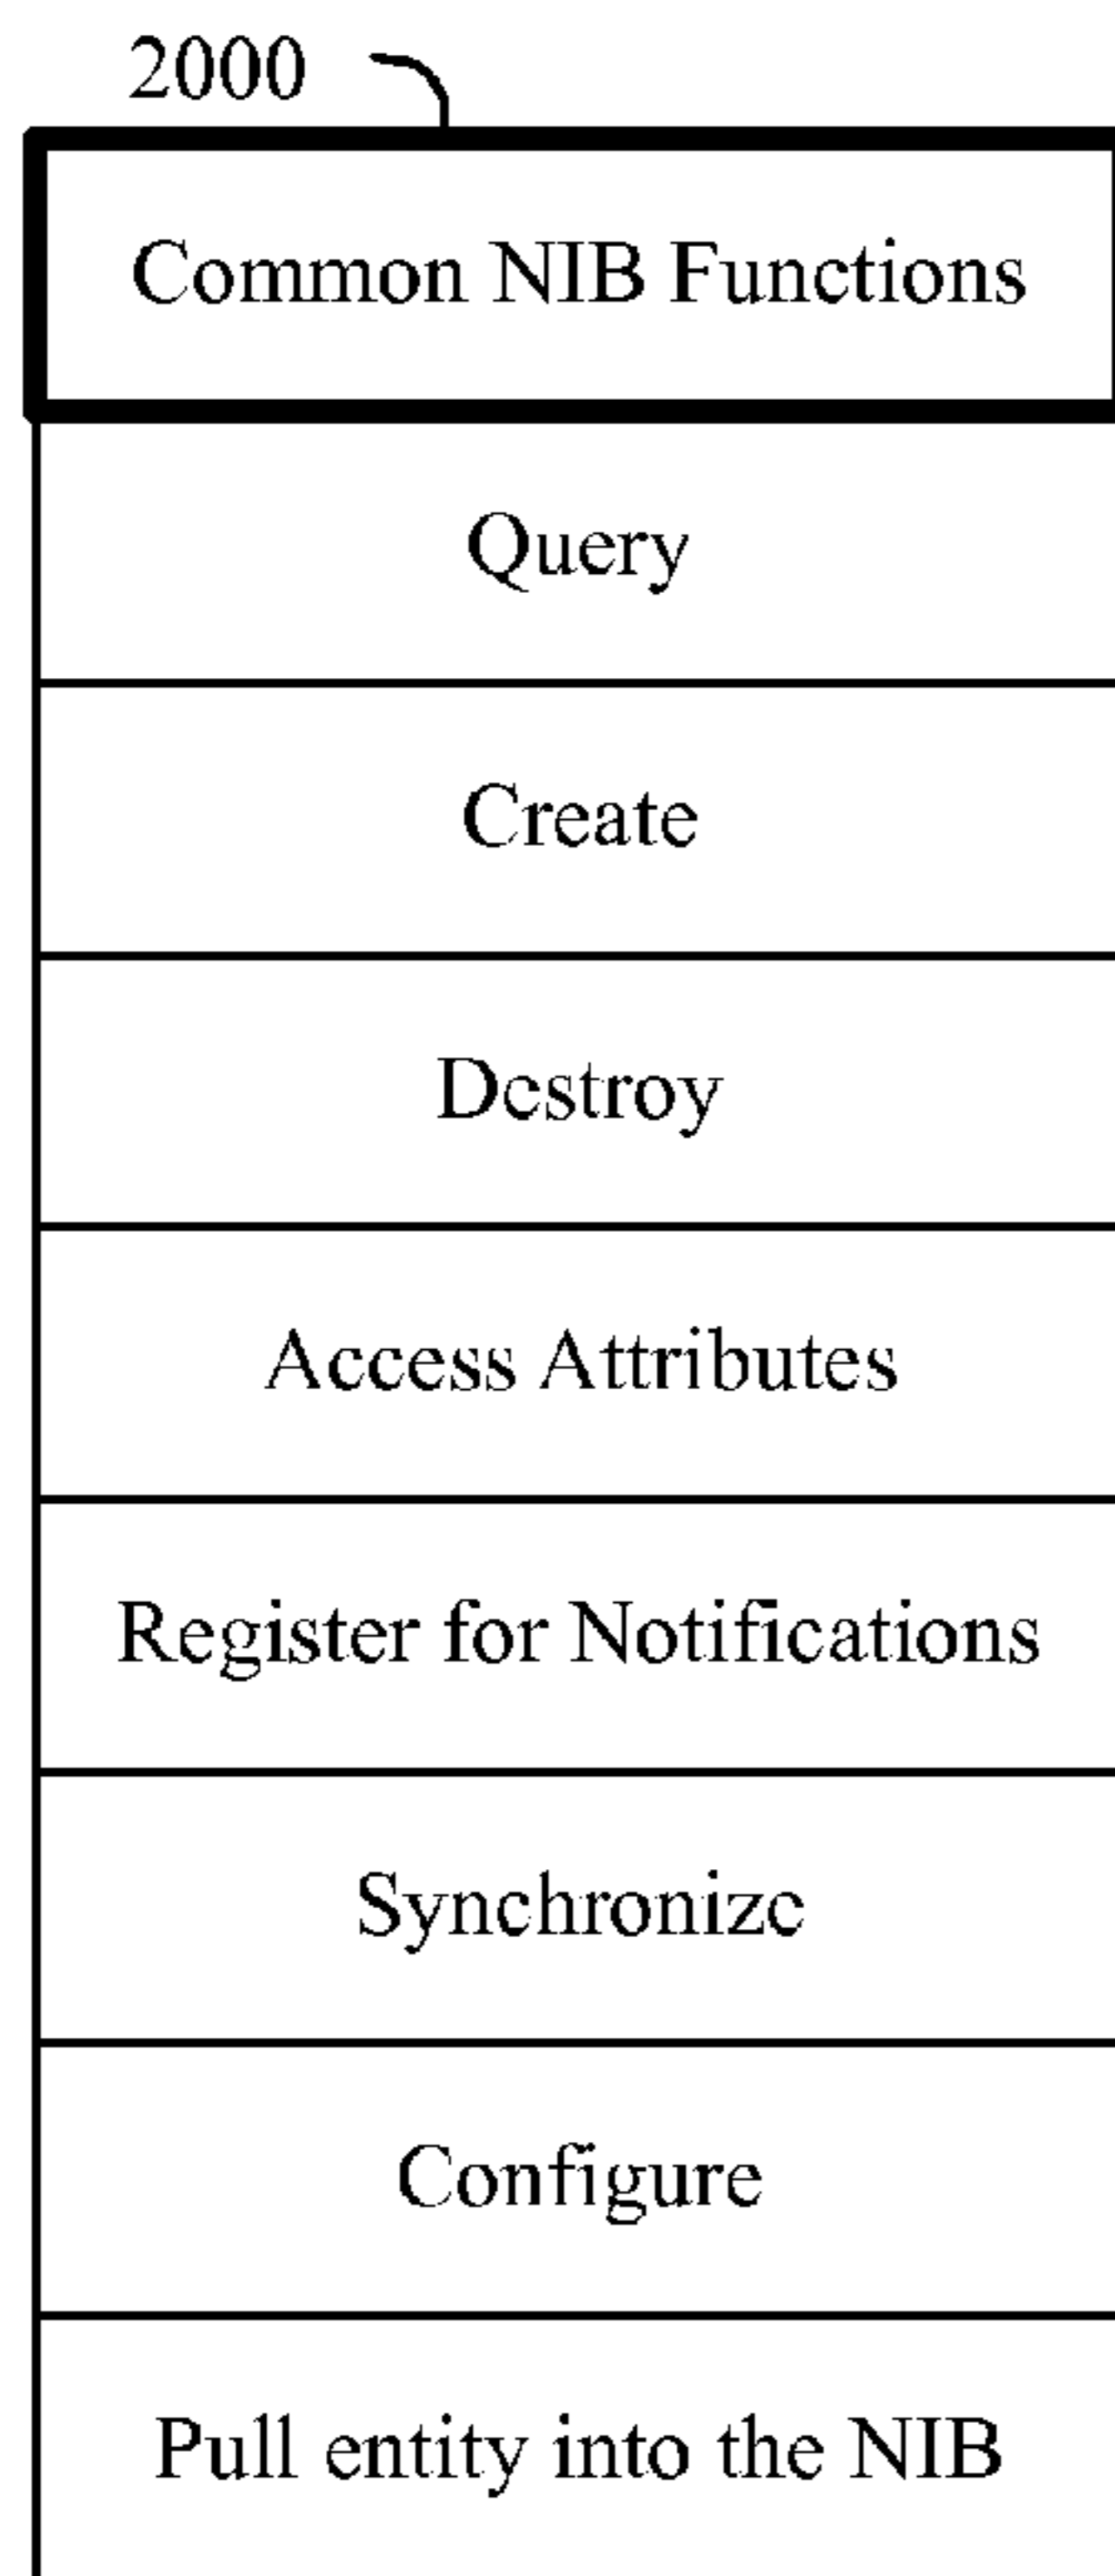 2000
Common NIB Functions
Query
Create
Destroy
Access Attributes
Register for Notifications
Synchronize
Configure
Pull entity into the NIB